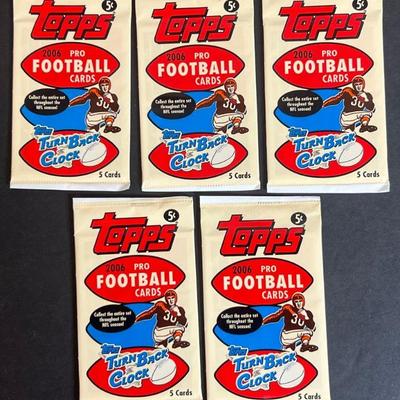 5¢
Topps
2006 PRO
FOOTBALL
CARDS
Collect the entire set
throughout the
NFL season!
30
Topps
TURN BACK
THE
CLOCK
5 Cards
5¢
Topps
2006 PRO
FOOTBALL
CARDS
Collect the entire set
throughout the
NFL season!
30
Topps
TURN BACK
THE
CLOCK
5 Cards
5¢
Topps
2006 PRO
FOOTBALL
CARDS
Collect the entire set
throughout the
NFL season!
30
Topps
TURN BACK
THE
CLOCK
5 Cards
5¢
Topps
2006 PRO
FOOTBALL
CARDS
Collect the entire set
throughout the
NFL season!
30
Topps
TURN BACK
THE
CLOCK
5 Cards
5¢
Topps
2006 PRO
FOOTBALL
CARDS
Collect the entire set
throughout the
NFL season!
30
Topps
TURN BACK
THE
CLOCK
5 Cards